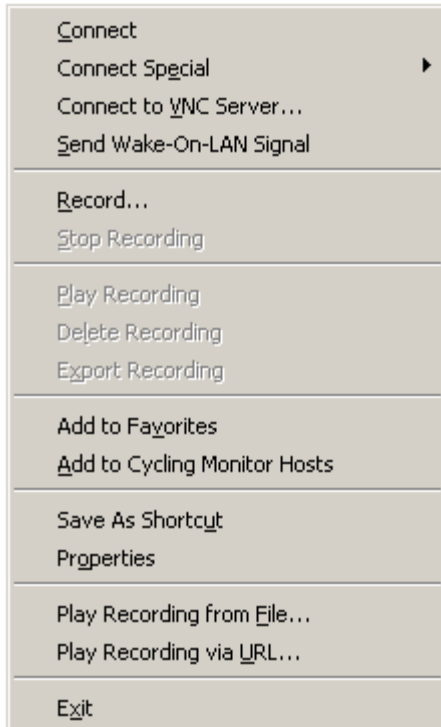 Connect
Connect Special
Connect to VNC Server...
Send Wake-On-LAN Signal
Record...
Stop Recording
Play Recording
Delete Recording
Export Recording
Add to Favorites
Add to Cycling Monitor Hosts
Save As Shortcut
Properties
Play Recording from File...
Play Recording via URL...
Exit